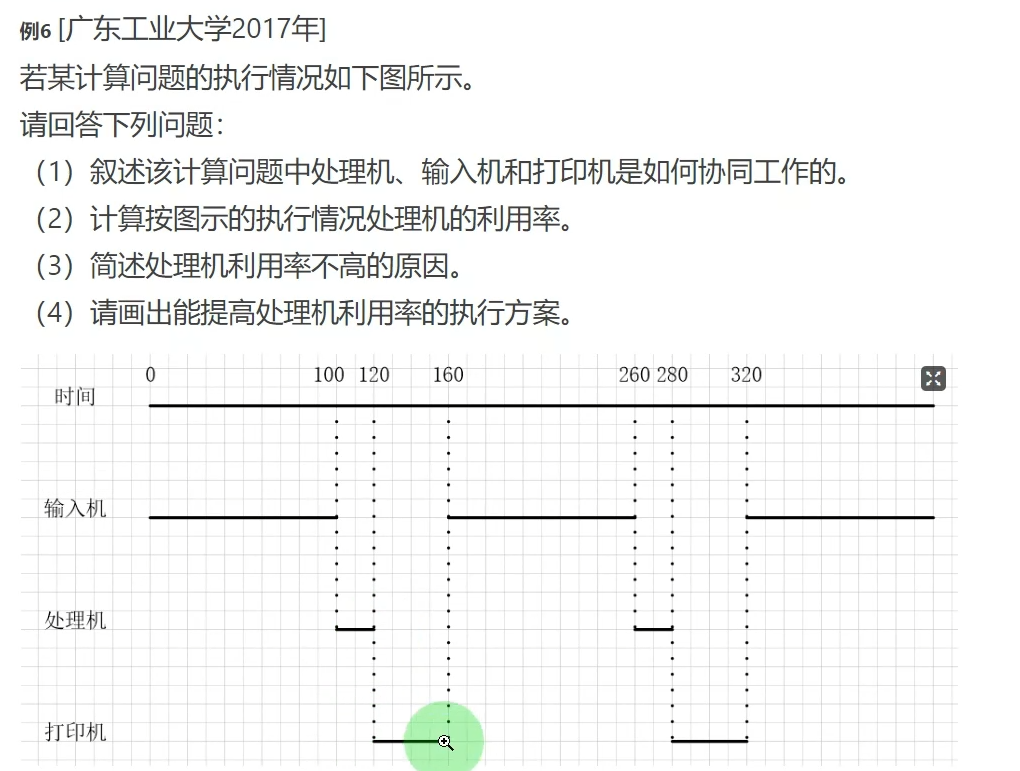 例6 [广东工业大学2017年]
若某计算问题的执行情况如下图所示。
请回答下列问题：
（1）叙述该计算问题中处理机、输入机和打印机是如何协同工作的。
（2）计算按图示的执行情况处理机的利用率。
（3）简述处理机利用率不高的原因。
（4）请画出能提高处理机利用率的执行方案。
0 100 120 160 260 280 320
时间
输入机
处理机
打印机